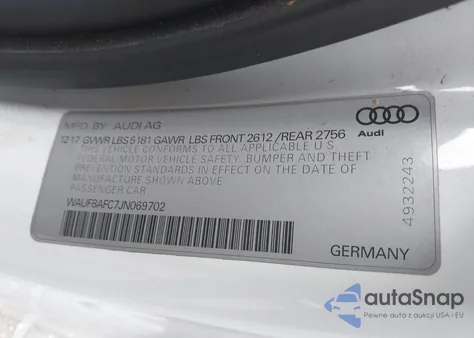 MFD. BY AUDI AG
12 17 GVWR LBS 5181 GAWR LBS FRONT 2612 / REAR 2756
THIS VEHICLE CONFORMS TO ALL APPLICABLE U.S.
FEDERAL MOTOR VEHICLE SAFETY, BUMPER AND THEFT
PREVENTION STANDARDS IN EFFECT ON THE DATE OF
MANUFACTURE SHOWN ABOVE
PASSENGER CAR
WAUF8AFC7JN069702
Audi
4932243
GERMANY
autoSnap
Pewne auta z aukcji USA i EU